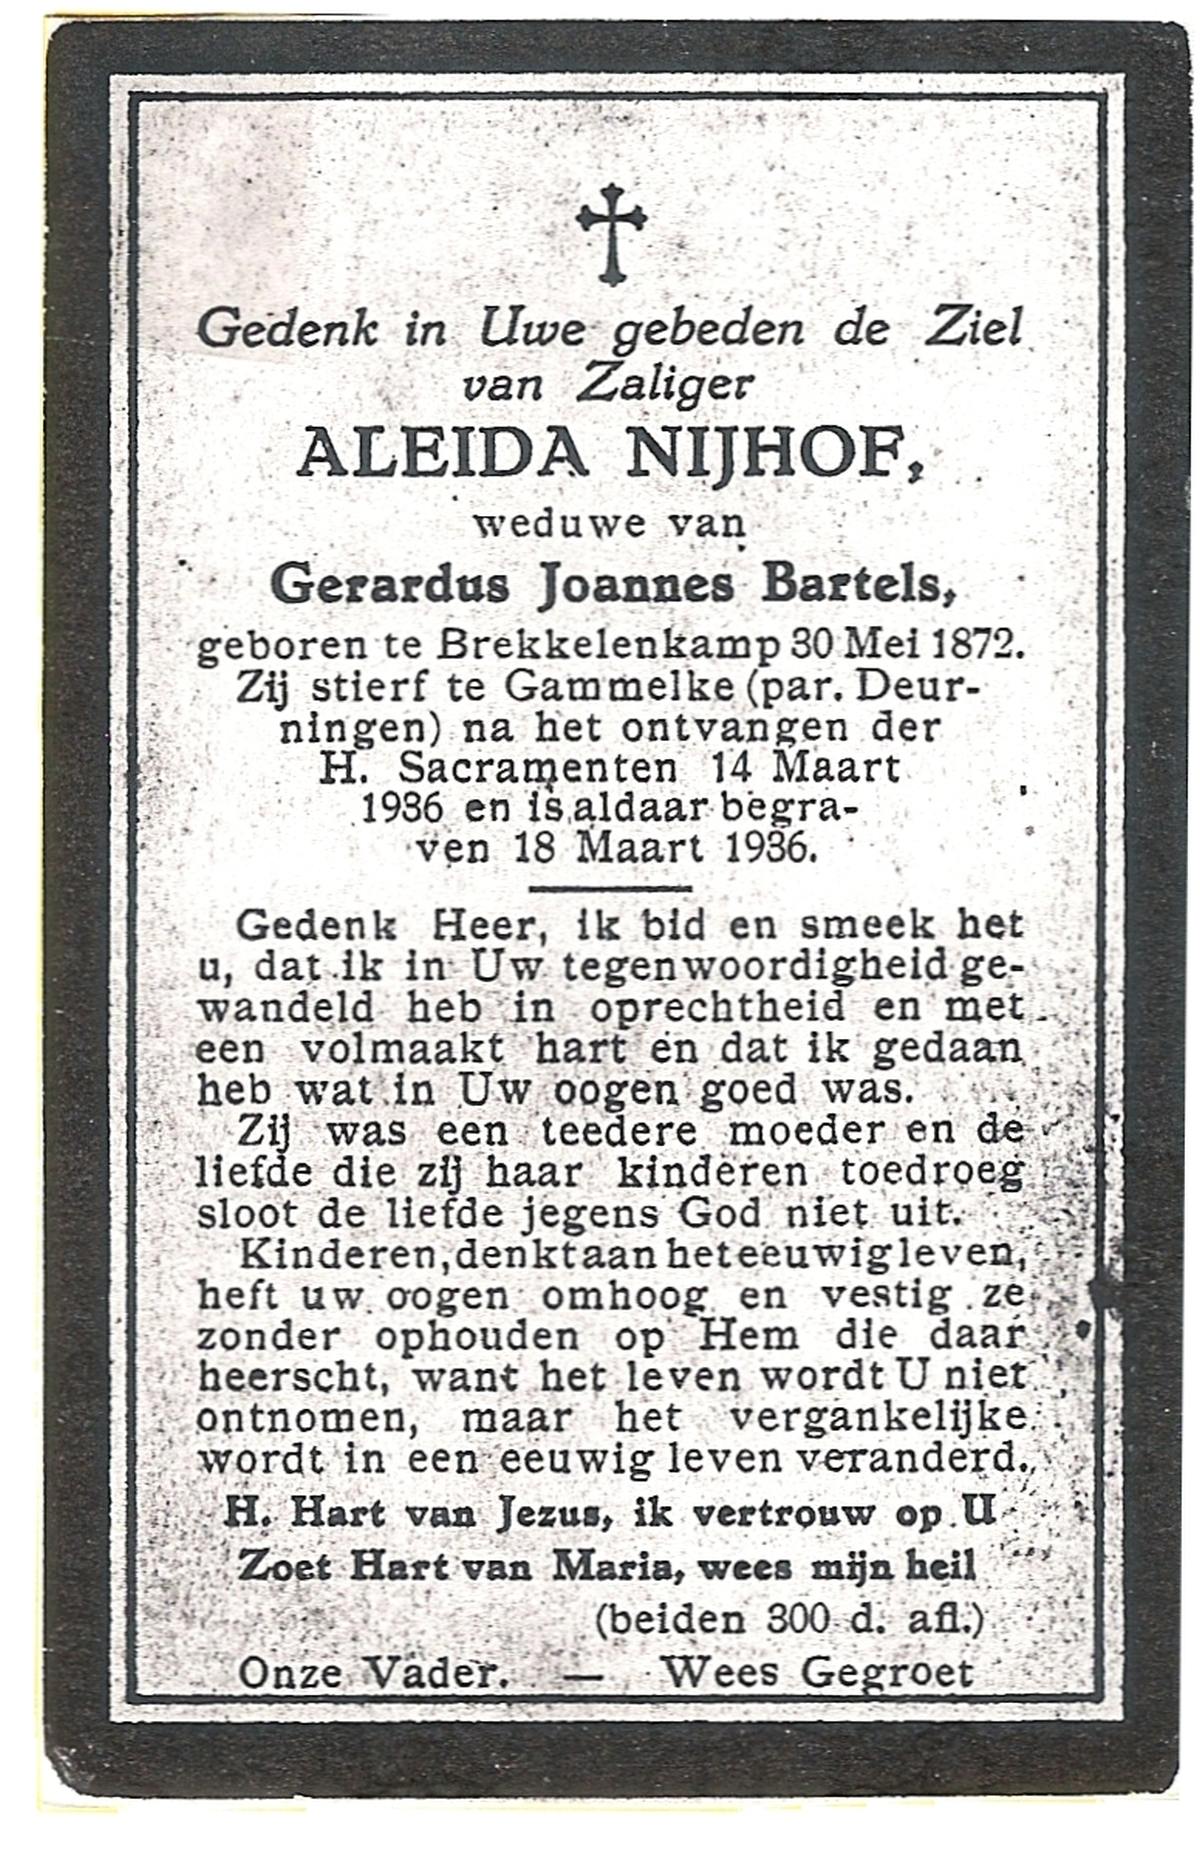 Gedenk in Uwe gebeden de Ziel
van Zaliger
ALEIDA NIJHOF,
weduwe van
Gerardus Joannes Bartels,
geboren te Brekkelenkamp 30 Mei 1872.
Zij stierf te Gammelke (par. Deur-
ningen) na het ontvangen der
H. Sacramenten 14 Maart
1936 en is aldaar begra-
ven 18 Maart 1936.
Gedenk Heer, ik bid en smeek het
u, dat ik in Uw tegenwoordigheid ge-
wandeld heb in oprechtheid en met
een volmaakt hart en dat ik gedaan
heb wat in Uw oogen goed was.
Zij was een teedere moeder en de
liefde die zij haar kinderen toedroeg
sloot de liefde jegens God niet uit.
Kinderen, denkt aan het eeuwig leven,
heft uw oogen omhoog en vestig ze
zonder ophouden op Hem die daar
heerscht, want het leven wordt U niet
ontnomen, maar het vergankelijke
wordt in een eeuwig leven veranderd.
H. Hart van Jezus, ik vertrouw op U
Zoet Hart van Maria, wees mijn heil
(beiden 300 d. afl.)
Onze Vader. — Wees Gegroet